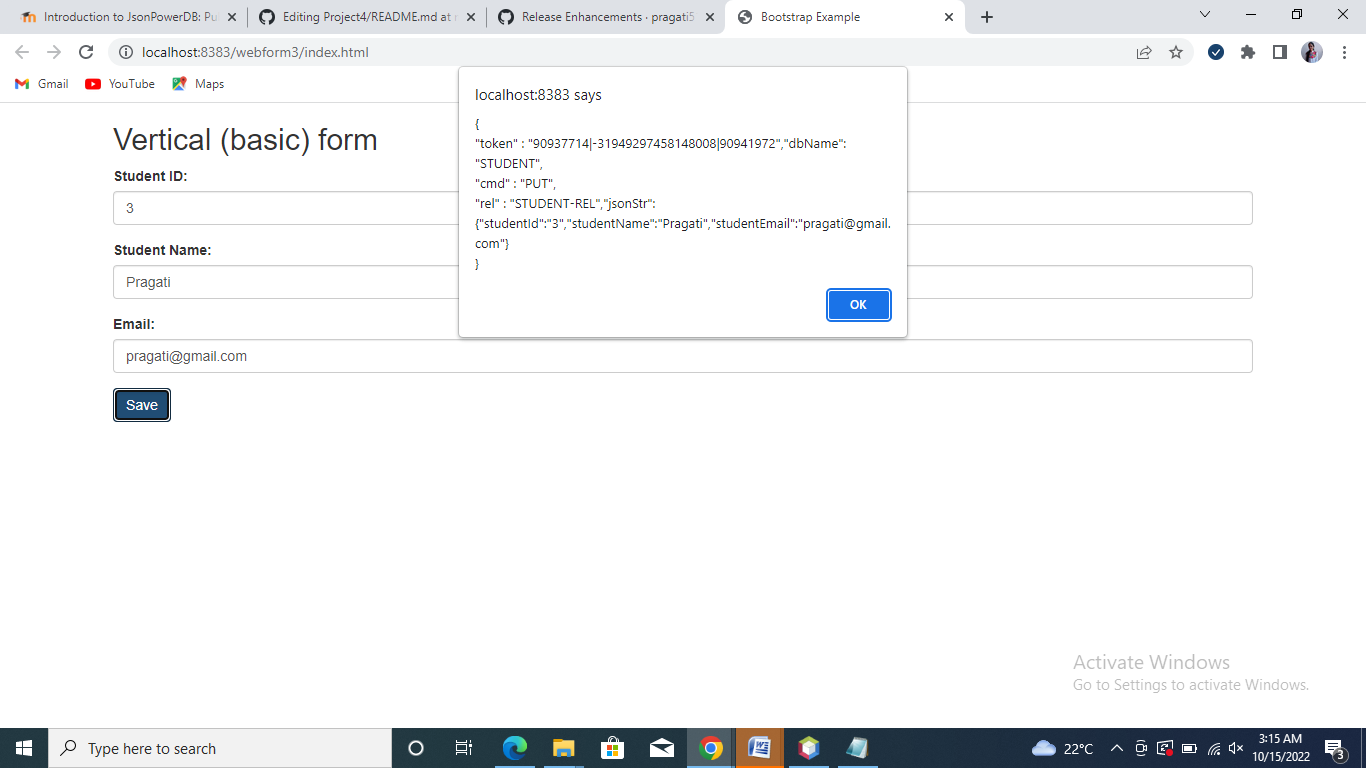 Introduction to JsonPowerDB: Pu
Editing Project4/README.md at
Release Enhancements · pragati5
Bootstrap Example
localhost:8383/webform3/index.html
Gmail
YouTube
Maps
localhost:8383 says
{
"token" : "90937714|-31949297458148008|90941972","dbName":
"STUDENT",
"cmd" : "PUT",
"rel" : "STUDENT-REL","jsonStr":
{"studentId":"3","studentName":"Pragati","studentEmail":"pragati@gmail.
com"}
}
OK
Vertical (basic) form
Student ID:
3
Student Name:
Pragati
Email:
pragati@gmail.com
Save
Activate Windows
Go to Settings to activate Windows.
Type here to search
22°C
3:15 AM
10/15/2022
3